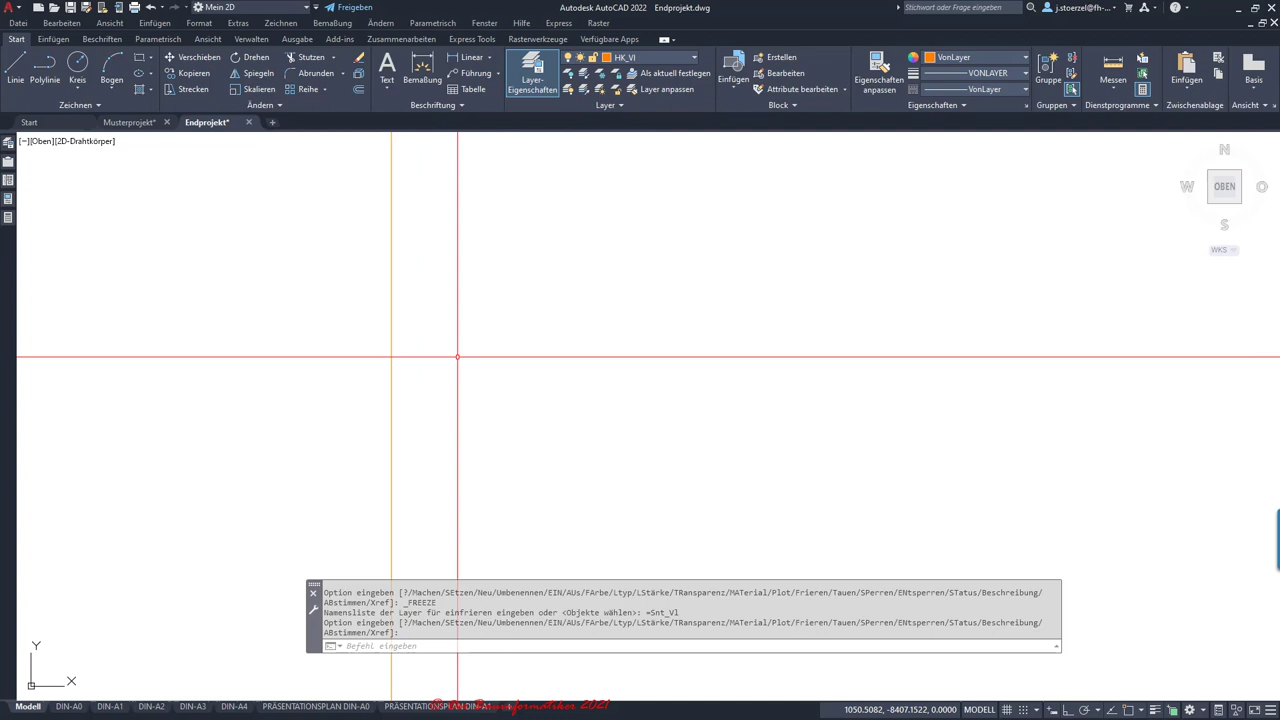 Mein 2D
Freigeben
Autodesk AutoCAD 2022 Endprojekt.dwg
Stichwort oder Frage eingeben
j.stoerzel@fh-...
Datei Bearbeiten Ansicht Einfügen Format Extras Zeichnen Bemaßung Ändern Parametrisch Fenster Hilfe Express Raster
Start Einfügen Beschriften Parametrisch Ansicht Verwalten Ausgabe Add-ins Zusammenarbeiten Express Tools Rasterwerkzeuge Verfügbare Apps
Linie Polylinie Kreis Bogen
Verschieben Drehen Stutzen
Kopieren Spiegeln Abrunden
Strecken Skalieren Reihe
Text Bemaßung
Linear
Führung
Tabelle
Layer-
Eigenschaften
HK_Vl
Als aktuell festlegen
Layer anpassen
Einfügen
Erstellen
Bearbeiten
Attribute bearbeiten
Eigenschaften
anpassen
VonLayer
VONLAYER
VonLayer
Gruppe
Messen
Einfügen
Basis
Zeichnen Ändern Beschriftung Layer Block Eigenschaften Gruppen Dienstprogramme Zwischenablage Ansicht
Start Musterprojekt* Endprojekt*
[−][Oben][2D-Drahtkörper]
N
W OBEN O
S
WKS
Option eingeben [?/Machen/SEtzen/Neu/Umbenennen/EIN/AUs/FArbe/Ltyp/LStärke/TRansparenz/MATerial/Plot/Frieren/Tauen/SPerren/ENtsperren/STatus/Beschreibung/
ABstimmen/Xref]: _FREEZE
Namensliste der Layer für einfrieren eingeben oder <Objekte wählen>: =Snt_Vl
Option eingeben [?/Machen/SEtzen/Neu/Umbenennen/EIN/AUs/FArbe/Ltyp/LStärke/TRansparenz/MATerial/Plot/Frieren/Tauen/SPerren/ENtsperren/STatus/Beschreibung/
ABstimmen/Xref]:
Befehl eingeben
Y
X
Modell DIN-A0 DIN-A1 DIN-A2 DIN-A3 DIN-A4 PRÄSENTATIONSPLAN DIN-A0 PRÄSENTATIONSPLAN DIN-A1
© Der Bauinformatiker 2021
1050.5082, -8407.1522, 0.0000 MODELL